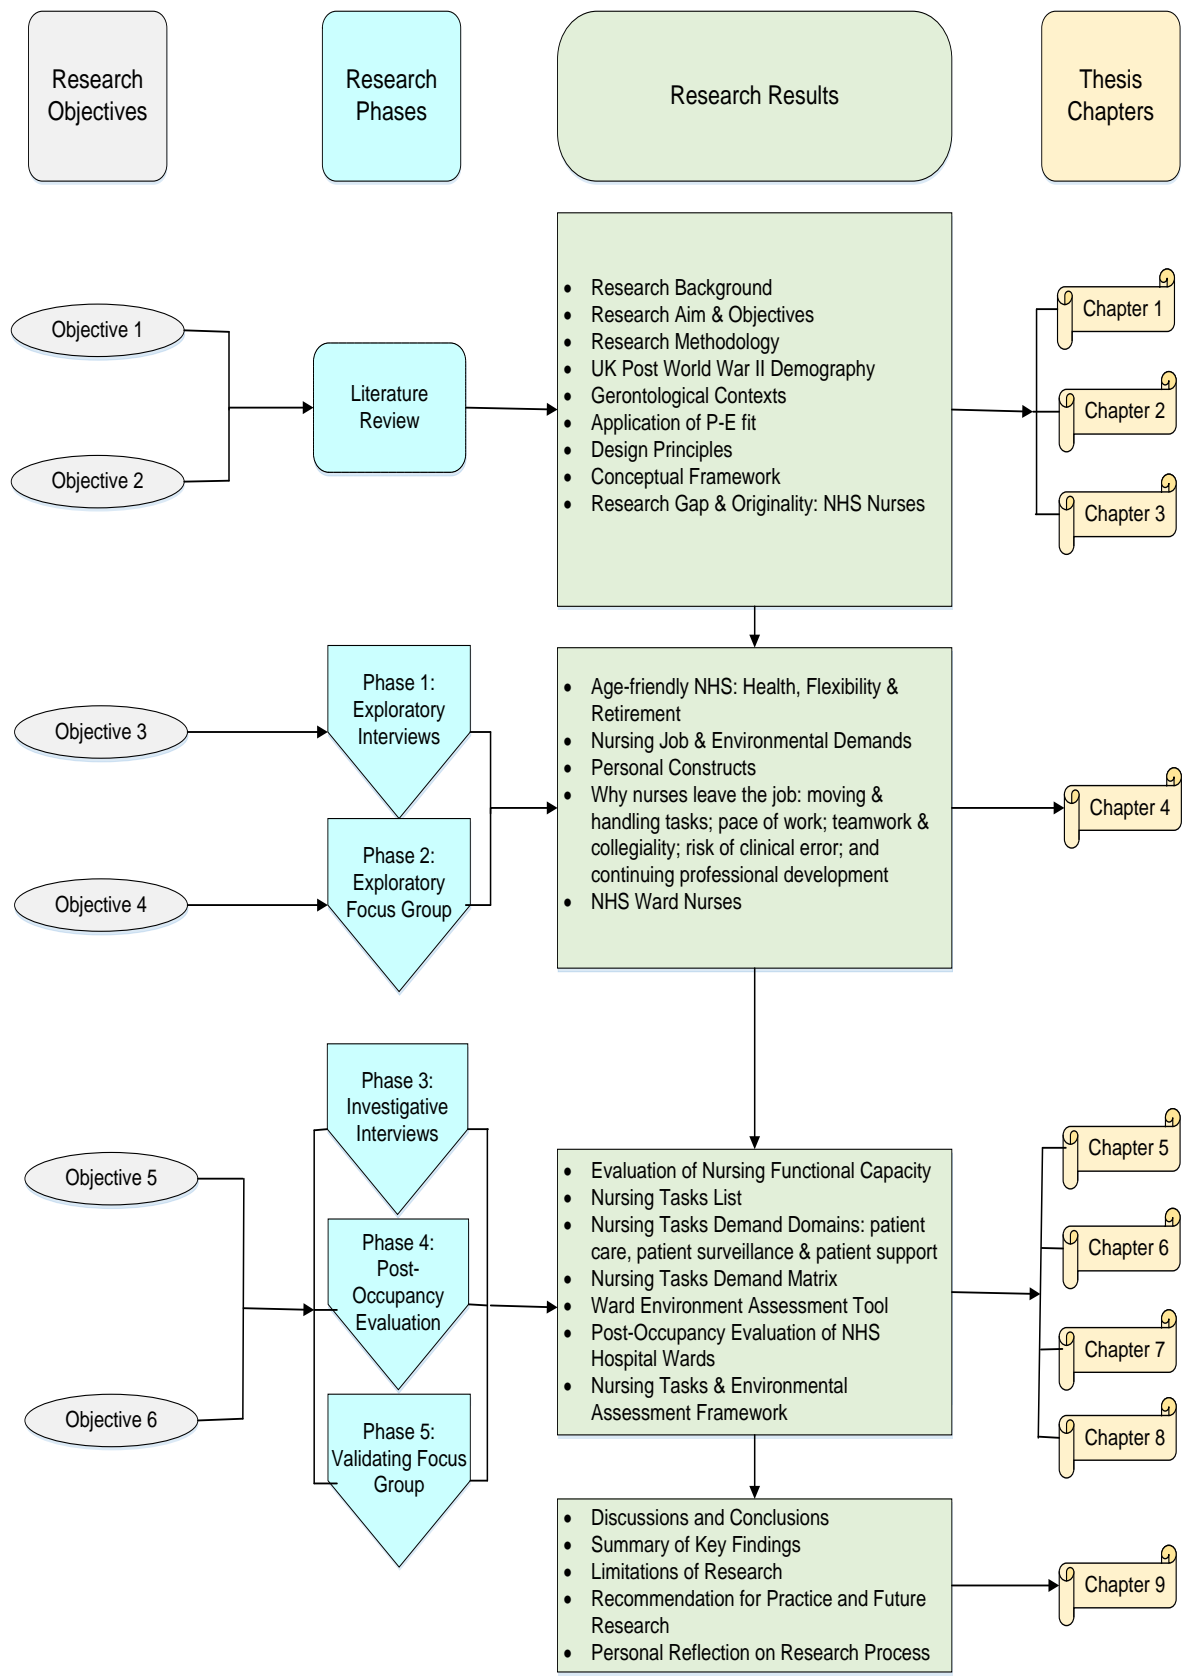 Research
Objectives
Research
Phases
Research Results
Thesis
Chapters
Objective 1
Objective 2
Literature
Review
• Research Background
• Research Aim & Objectives
• Research Methodology
• UK Post World War II Demography
• Gerontological Contexts
• Application of P-E fit
• Design Principles
• Conceptual Framework
• Research Gap & Originality: NHS Nurses
Chapter 1
Chapter 2
Chapter 3
Objective 3
Objective 4
Phase 1:
Exploratory
Interviews
Phase 2:
Exploratory
Focus Group
• Age-friendly NHS: Health, Flexibility &
Retirement
• Nursing Job & Environmental Demands
• Personal Constructs
• Why nurses leave the job: moving &
handling tasks; pace of work; teamwork &
collegiality; risk of clinical error; and
continuing professional development
• NHS Ward Nurses
Chapter 4
Objective 5
Objective 6
Phase 3:
Investigative
Interviews
Phase 4:
Post-
Occupancy
Evaluation
Phase 5:
Validating Focus
Group
• Evaluation of Nursing Functional Capacity
• Nursing Tasks List
• Nursing Tasks Demand Domains: patient
care, patient surveillance & patient support
• Nursing Tasks Demand Matrix
• Ward Environment Assessment Tool
• Post-Occupancy Evaluation of NHS
Hospital Wards
• Nursing Tasks & Environmental
Assessment Framework
Chapter 5
Chapter 6
Chapter 7
Chapter 8
• Discussions and Conclusions
• Summary of Key Findings
• Limitations of Research
• Recommendation for Practice and Future
Research
• Personal Reflection on Research Process
Chapter 9